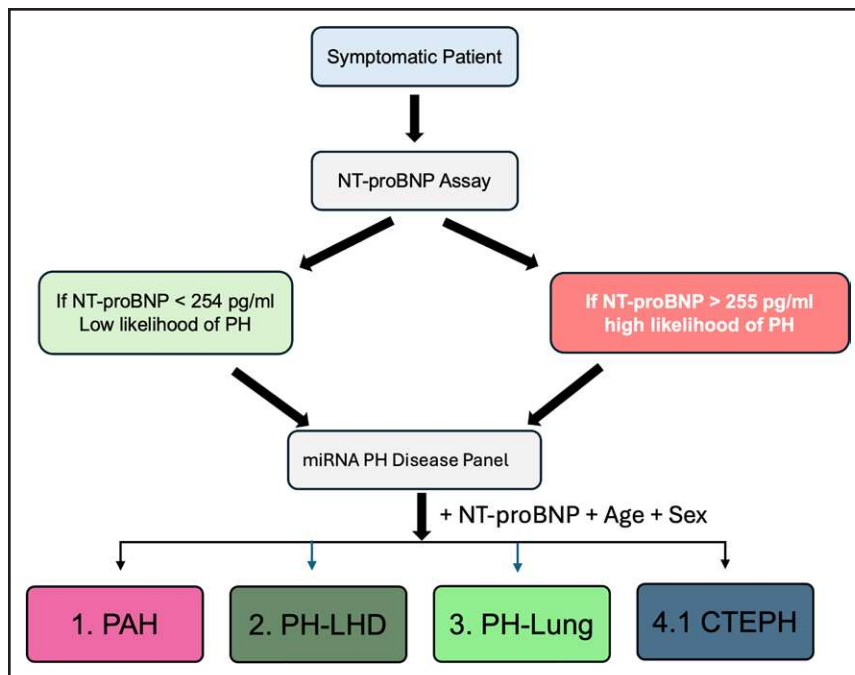 Symptomatic Patient
NT-proBNP Assay
If NT-proBNP < 254 pg/ml
Low likelihood of PH
If NT-proBNP > 255 pg/ml
high likelihood of PH
miRNA PH Disease Panel
+ NT-proBNP + Age + Sex
1. PAH
2. PH-LHD
3. PH-Lung
4.1 CTEPH